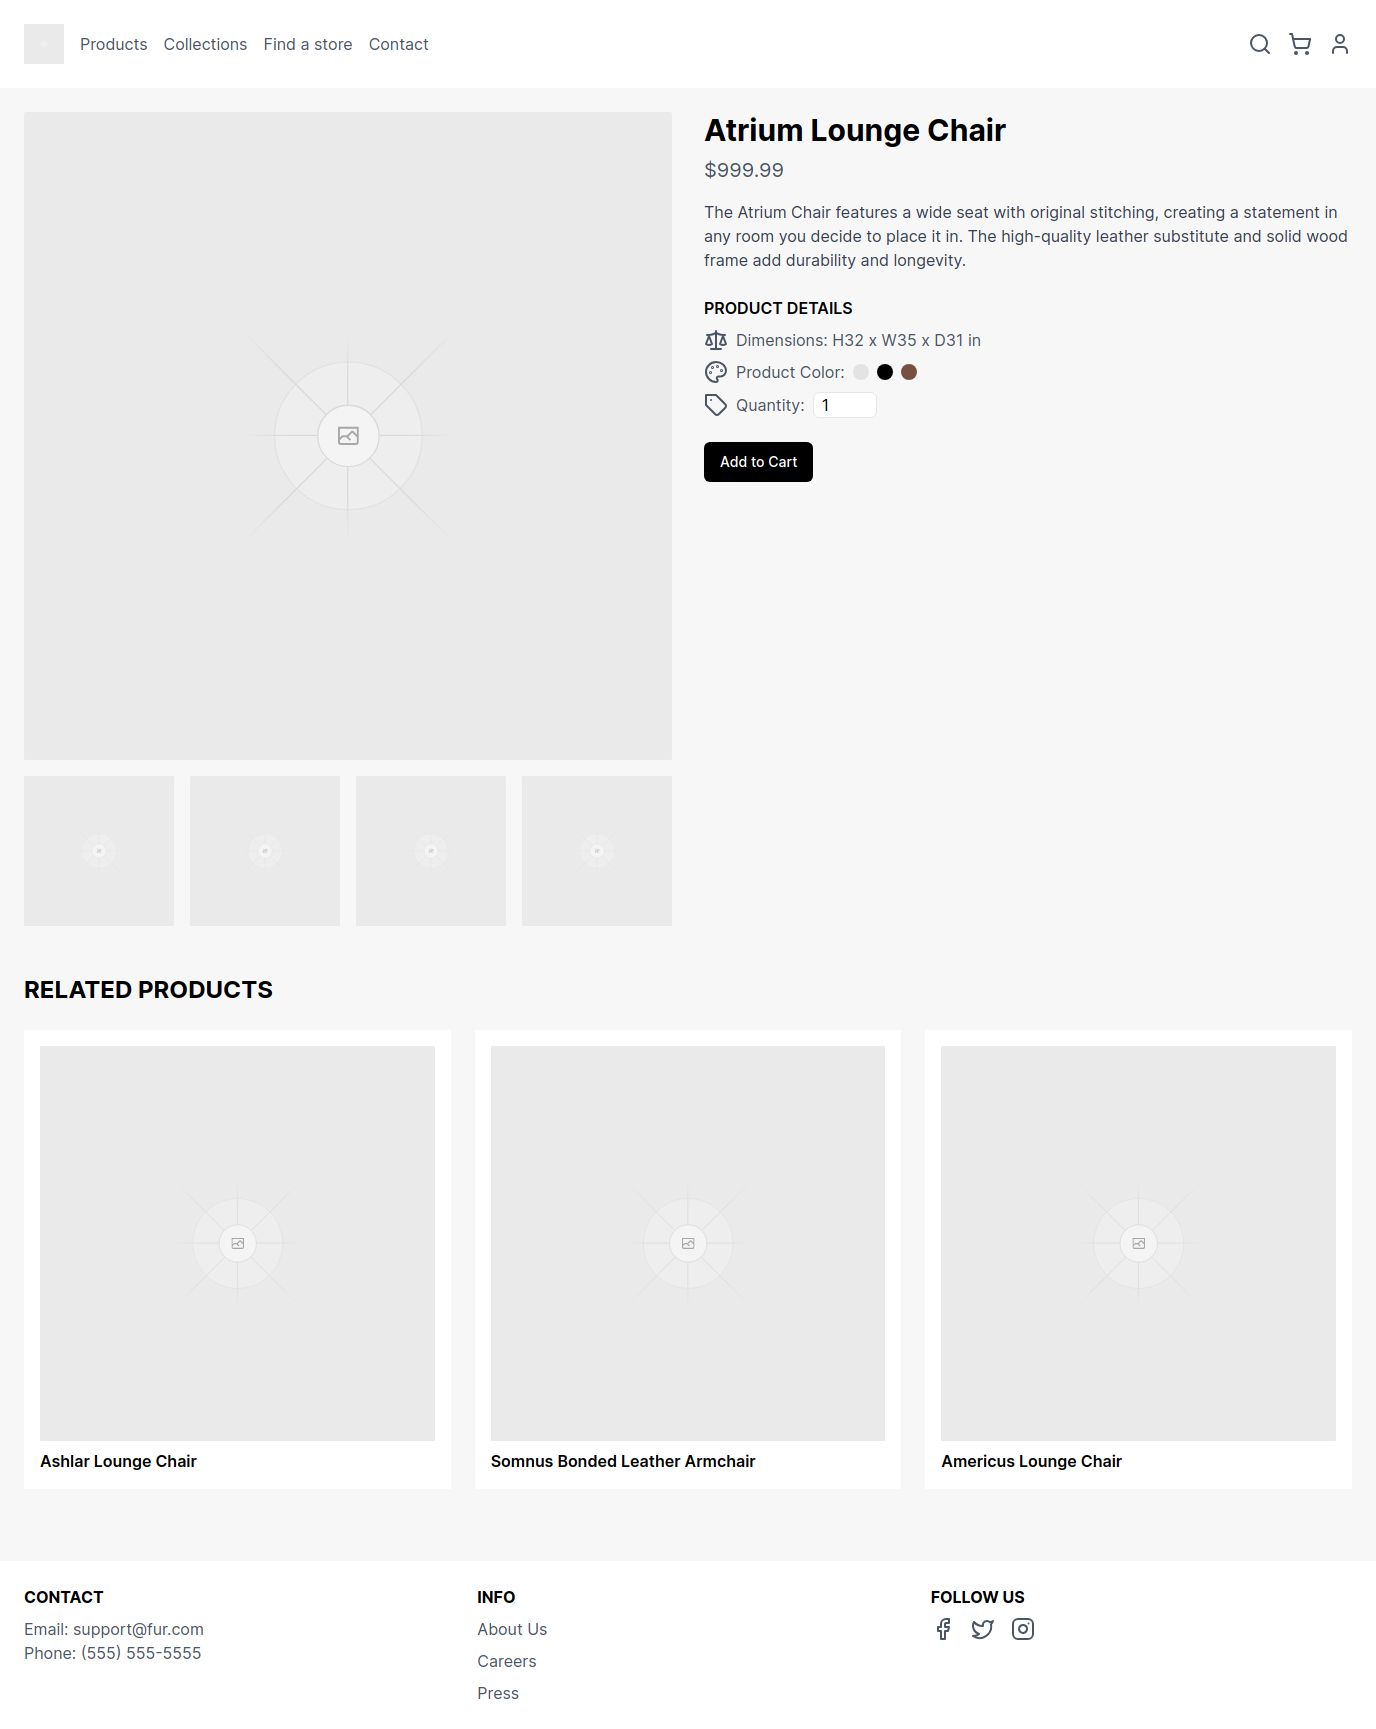 Products Collections Find a store Contact
Atrium Lounge Chair
$999.99
The Atrium Chair features a wide seat with original stitching, creating a statement in
any room you decide to place it in. The high-quality leather substitute and solid wood
frame add durability and longevity.
PRODUCT DETAILS
Dimensions: H32 x W35 x D31 in
Product Color:
Quantity: 1
Add to Cart
RELATED PRODUCTS
Ashlar Lounge Chair
Somnus Bonded Leather Armchair
Americus Lounge Chair
CONTACT
Email: support@fur.com
Phone: (555) 555-5555
INFO
About Us
Careers
Press
FOLLOW US